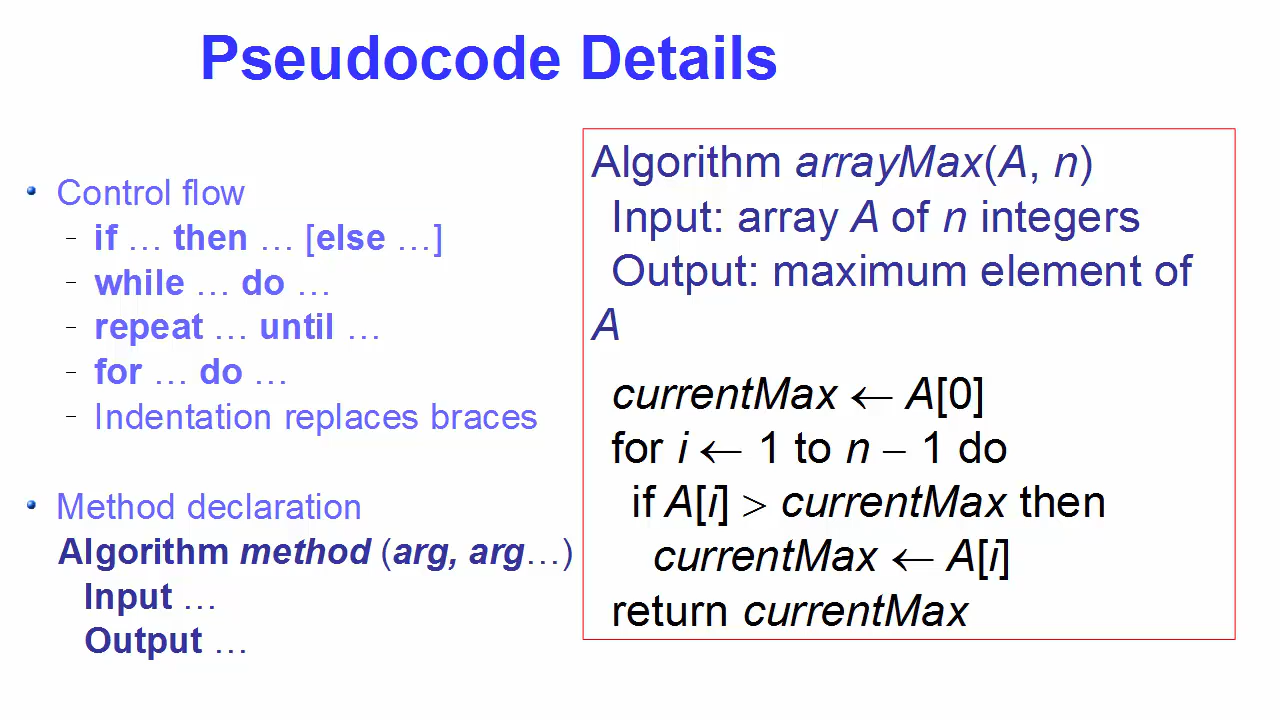 Pseudocode Details
• Control flow
– if … then … [else …]
– while … do …
– repeat … until …
– for … do …
– Indentation replaces braces
• Method declaration
Algorithm method (arg, arg…)
Input …
Output …
Algorithm arrayMax(A, n)
Input: array A of n integers
Output: maximum element of
A
currentMax ← A[0]
for i ← 1 to n − 1 do
if A[i] > currentMax then
currentMax ← A[i]
return currentMax